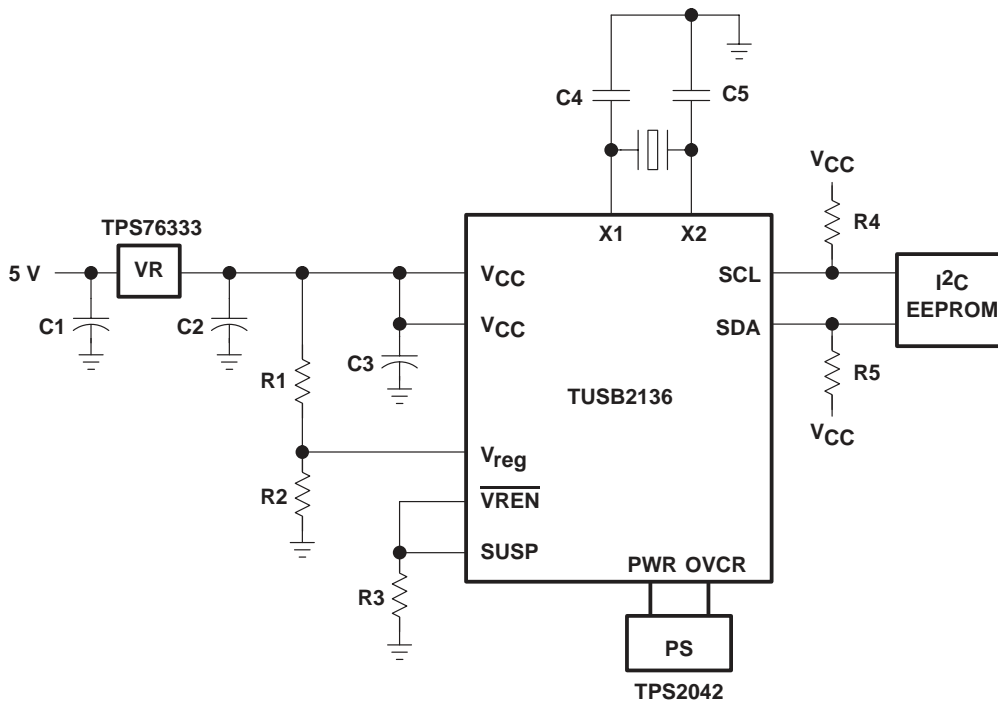 C4
C5
VCC
TPS76333
X1
X2
R4
5 V
VR
VCC
SCL
I2C
EEPROM
C1
C2
VCC
SDA
C3
R1
TUSB2136
R5
VCC
Vreg
R2
VREN
SUSP
PWR OVCR
R3
PS
TPS2042